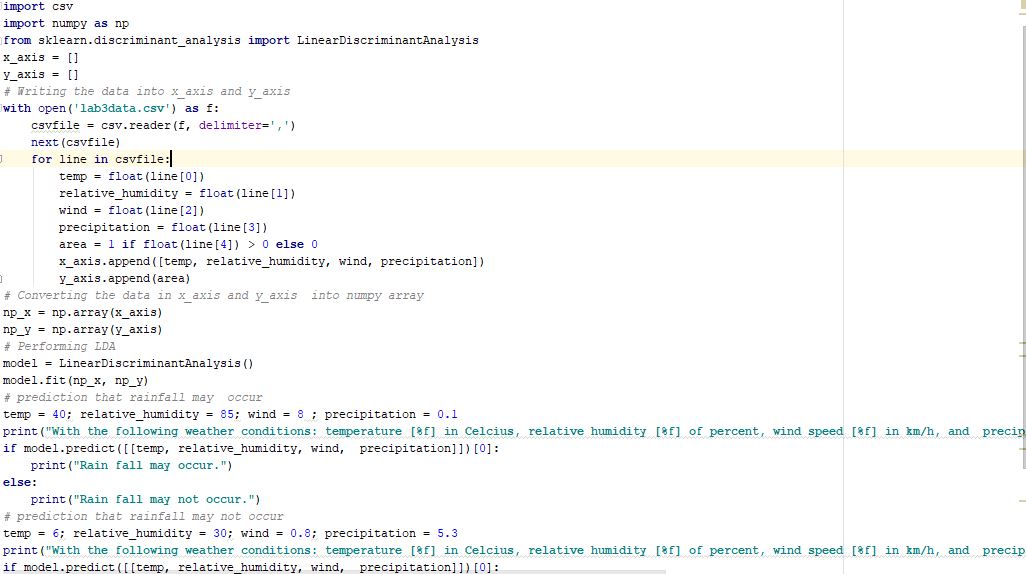 import csv
import numpy as np
from sklearn.discriminant_analysis import LinearDiscriminantAnalysis
x_axis = []
y_axis = []
# Writing the data into x_axis and y_axis
with open('lab3data.csv') as f:
    csvfile = csv.reader(f, delimiter=',')
    next(csvfile)
    for line in csvfile:
        temp = float(line[0])
        relative_humidity = float(line[1])
        wind = float(line[2])
        precipitation = float(line[3])
        area = 1 if float(line[4]) > 0 else 0
        x_axis.append([temp, relative_humidity, wind, precipitation])
        y_axis.append(area)
# Converting the data in x_axis and y_axis  into numpy array
np_x = np.array(x_axis)
np_y = np.array(y_axis)
# Performing LDA
model = LinearDiscriminantAnalysis()
model.fit(np_x, np_y)
# prediction that rainfall may  occur
temp = 40; relative_humidity = 85; wind = 8 ; precipitation = 0.1
print("With the following weather conditions: temperature [%f] in Celcius, relative humidity [%f] of percent, wind speed [%f] in km/h, and  precip
if model.predict([[temp, relative_humidity, wind,  precipitation]])[0]:
    print("Rain fall may occur.")
else:
    print("Rain fall may not occur.")
# prediction that rainfall may not occur
temp = 6; relative_humidity = 30; wind = 0.8; precipitation = 5.3
print("With the following weather conditions: temperature [%f] in Celcius, relative humidity [%f] of percent, wind speed [%f] in km/h, and  precip
if model.predict([[temp, relative_humidity, wind,  precipitation]])[0]: